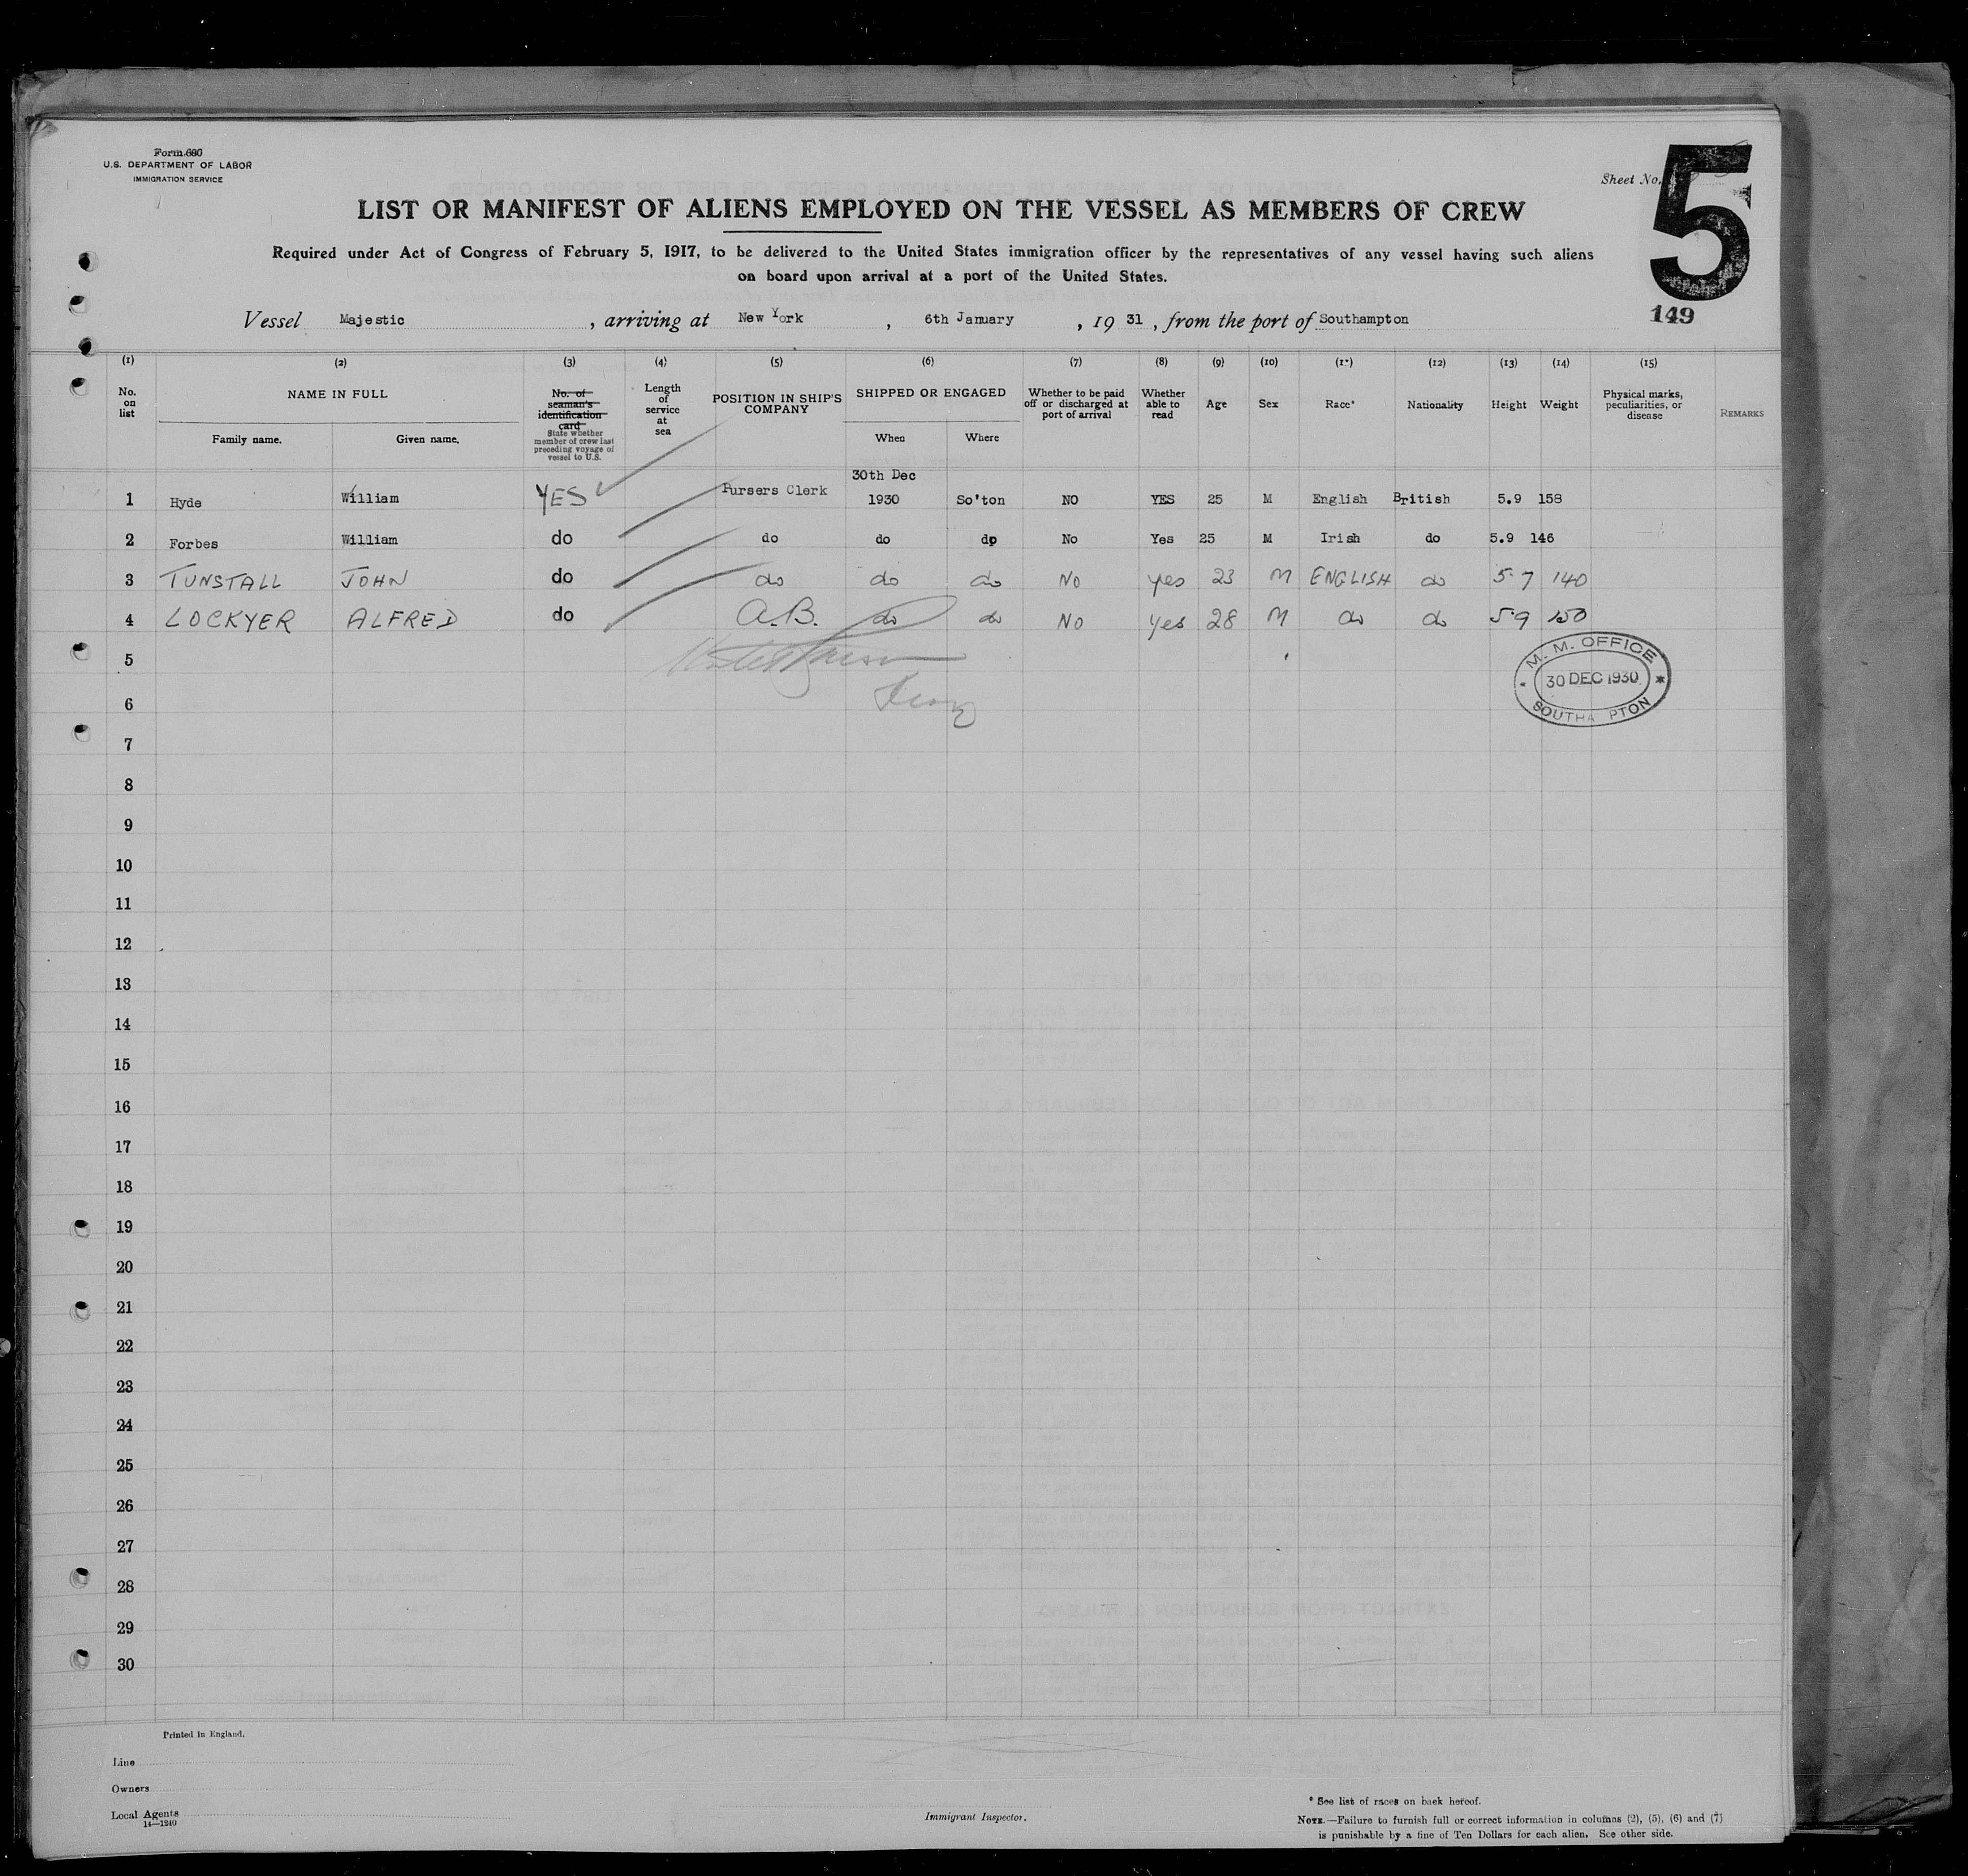 Form 680
U.S. DEPARTMENT OF LABOR
IMMIGRATION SERVICE
Sheet No.
5
149
LIST OR MANIFEST OF ALIENS EMPLOYED ON THE VESSEL AS MEMBERS OF CREW
Required under Act of Congress of February 5, 1917, to be delivered to the United States immigration officer by the representatives of any vessel having such aliens
on board upon arrival at a port of the United States.
Vessel Majestic, arriving at New York, 6th January, 1931, from the port of Southampton
(1) (2) (3) (4) (5) (6) (7) (8) (9) (10) (1*) (12) (13) (14) (15)
No. on list
NAME IN FULL
Family name. Given name.
No. of seaman's identification card
State whether member of crew last preceding voyage of vessel to U.S.
Length of service at sea
POSITION IN SHIP'S COMPANY
SHIPPED OR ENGAGED
When Where
Whether to be paid off or discharged at port of arrival
Whether able to read
Age
Sex
Race*
Nationality
Height
Weight
Physical marks, peculiarities, or disease
REMARKS
1 Hyde William YES Pursers Clerk 30th Dec 1930 So'ton NO YES 25 M English British 5.9 158
2 Forbes William do do do do No Yes 25 M Irish do 5.9 146
3 TUNSTALL JOHN do do do do NO yes 23 M ENGLISH do 5.7 140
4 LOCKYER ALFRED do A.B. do do NO yes 28 M do do 5.9 150
5
6
M. M. OFFICE
30 DEC 1930
SOUTHA PTON
7
8
9
10
11
12
13
14
15
16
17
18
19
20
21
22
23
24
25
26
27
28
29
30
Printed in England.
Line
Owners
Local Agents
14—1240
Immigrant Inspector.
* See list of races on back hereof.
NOTE.—Failure to furnish full or correct information in columns (2), (5), (6) and (7)
is punishable by a fine of Ten Dollars for each alien. See other side.